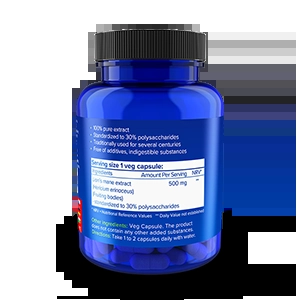 - 100% pure extract
- Standardized to 30% polysaccharides
- Traditionally used for several centuries
- Free of additives, indigestible substances
Serving size 1 veg capsule:
Ingredients Amount Per Serving NRV*
mane extract 500 mg **
erinaceus)
(fruiting bodies)
standardized to 30% polysaccharides
*NRV - Nutritional Reference Values ** Daily Value not established
Other ingredients: Veg Capsule. The product
does not contain any other added substances.
Directions: Take 1 to 2 capsules daily with water.